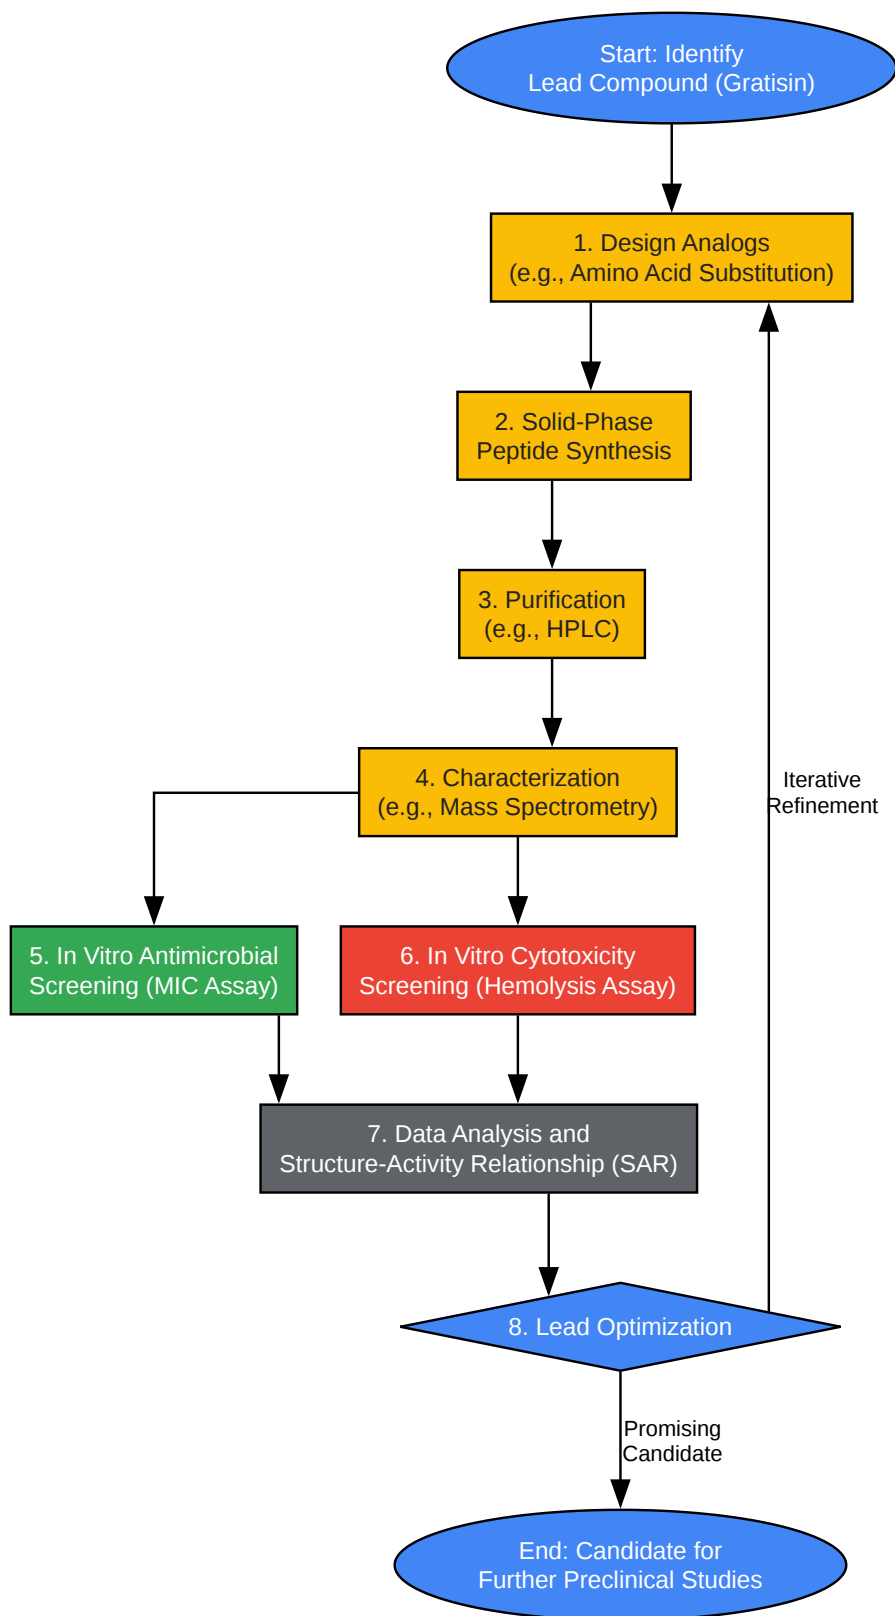 Start: Identify
Lead Compound (Gratisin)
1. Design Analogs
(e.g., Amino Acid Substitution)
2. Solid-Phase
Peptide Synthesis
3. Purification
(e.g., HPLC)
4. Characterization
(e.g., Mass Spectrometry)
Iterative
Refinement
5. In Vitro Antimicrobial
Screening (MIC Assay)
6. In Vitro Cytotoxicity
Screening (Hemolysis Assay)
7. Data Analysis and
Structure-Activity Relationship (SAR)
8. Lead Optimization
Promising
Candidate
End: Candidate for
Further Preclinical Studies